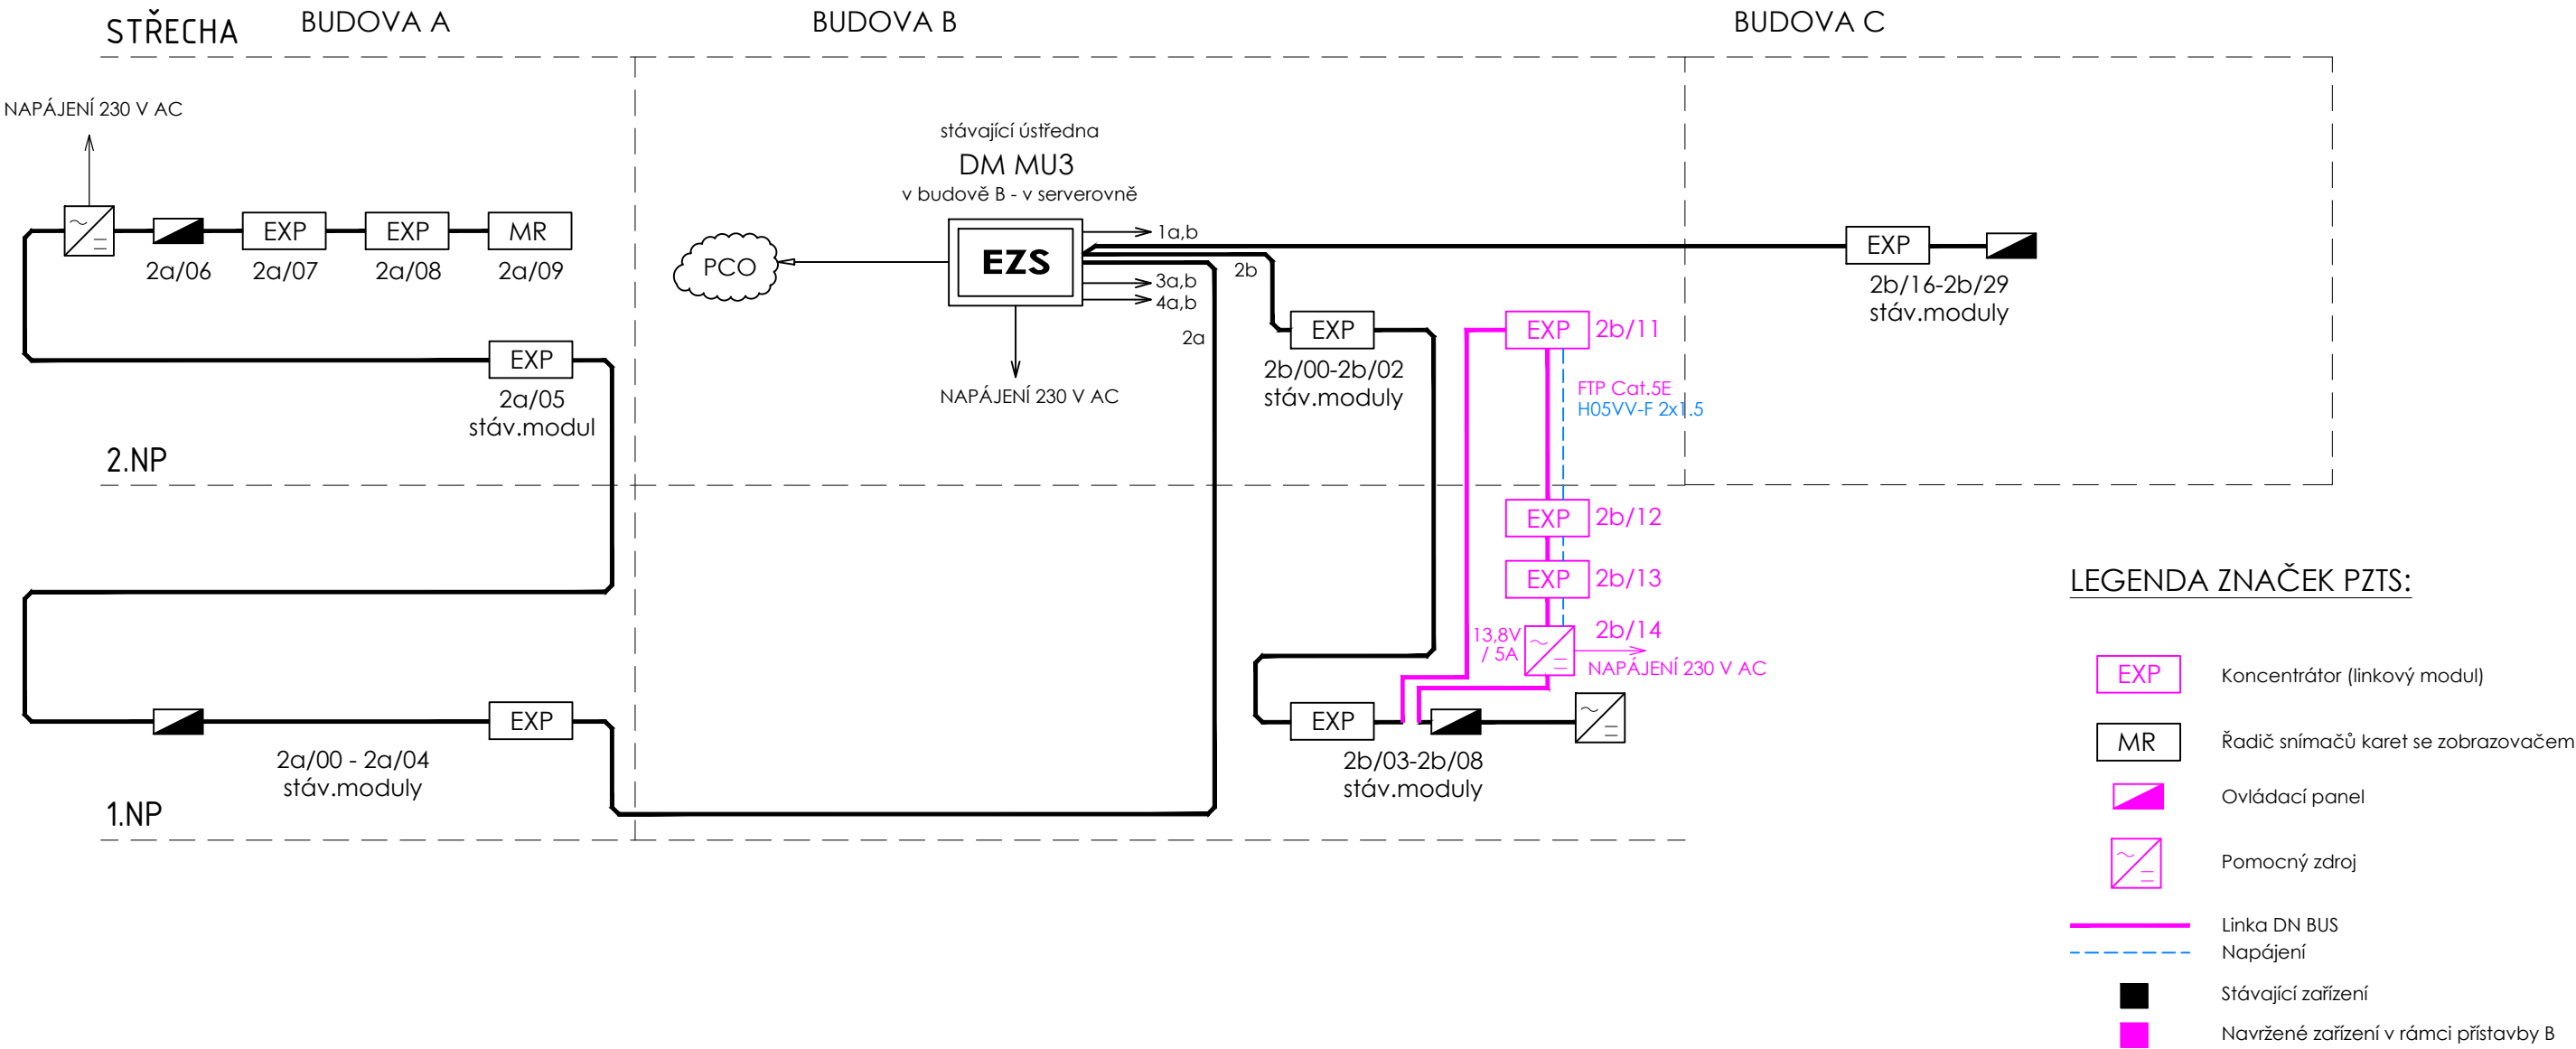 STŘECHA
BUDOVA A
BUDOVA B
BUDOVA C
NAPÁJENÍ 230 V AC
2a/06
EXP
2a/07
EXP
2a/08
MR
2a/09
EXP
2a/05
stáv.modul
2.NP
2a/00 - 2a/04
stáv.moduly
EXP
1.NP
stávající ústředna
DM MU3
v budově B - v serverovně
PCO
EZS
1a,b
2b
3a,b
4a,b
2a
NAPÁJENÍ 230 V AC
EXP
2b/00-2b/02
stáv.moduly
EXP
2b/11
FTP Cat.5E
H05VV-F 2x1.5
EXP
2b/12
EXP
2b/13
13,8V
/ 5A
2b/14
NAPÁJENÍ 230 V AC
EXP
2b/03-2b/08
stáv.moduly
EXP
2b/16-2b/29
stáv.moduly
LEGENDA ZNAČEK PZTS:
EXP
Koncentrátor (linkový modul)
MR
Řadič snímačů karet se zobrazovačem
Ovládací panel
Pomocný zdroj
Linka DN BUS
Napájení
Stávající zařízení
Navržené zařízení v rámci přístavby B